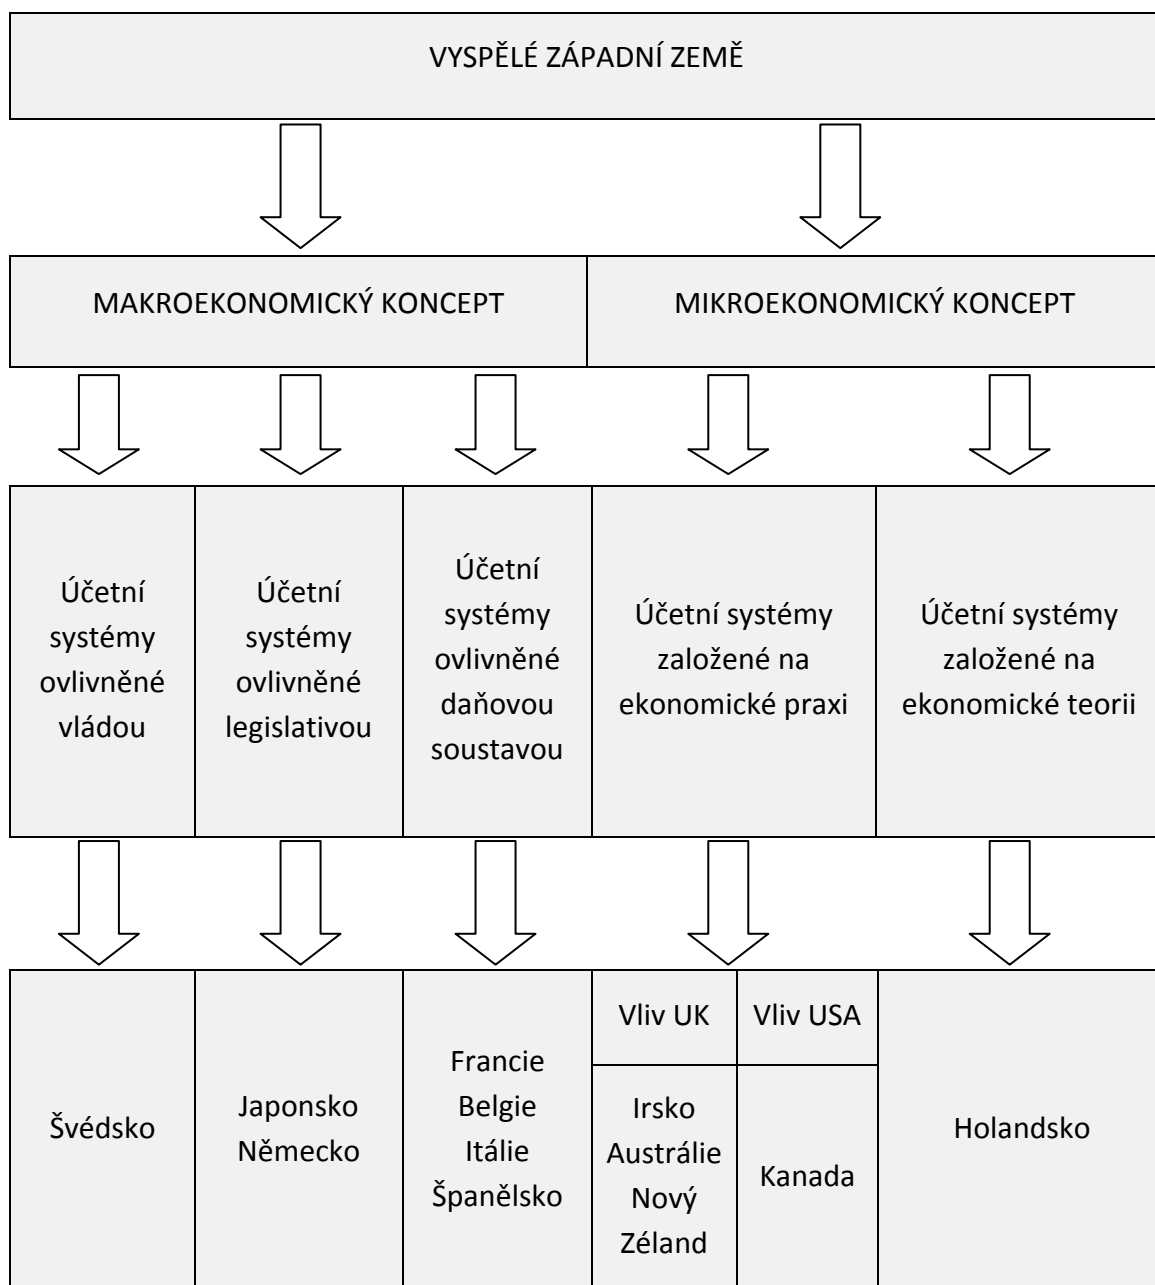 VYSPĚLÉ ZÁPADNÍ ZEMĚ
MAKROEKONOMICKÝ KONCEPT
MIKROEKONOMICKÝ KONCEPT
Účetní
systémy
ovlivněné
vládou
Účetní
systémy
ovlivněné
legislativou
Účetní
systémy
ovlivněné
daňovou
soustavou
Účetní systémy
založené na
ekonomické praxi
Účetní systémy
založené na
ekonomické teorii
Švédsko
Japonsko
Německo
Francie
Belgie
Itálie
Španělsko
Vliv UK
Irsko
Austrálie
Nový
Zéland
Vliv USA
Kanada
Holandsko